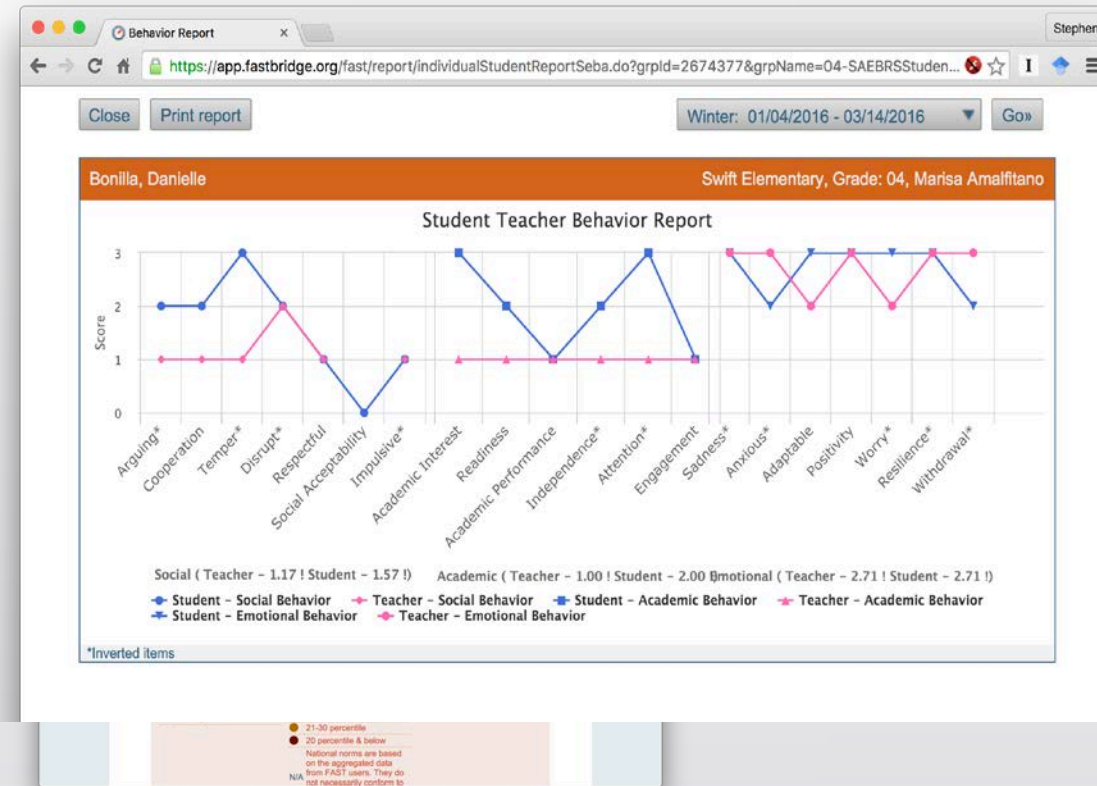 Behavior Report
Stephen
https://app.fastbridge.org/fast/report/individualStudentReportSeba.do?grpId=2674377&grpName=04-SAEBRSStuden...
Close
Print report
Winter: 01/04/2016 - 03/14/2016
Go»
Bonilla, Danielle
Swift Elementary, Grade: 04, Marisa Amalfitano
Student Teacher Behavior Report
Score
3
2
1
0
Arguing*
Cooperation
Temper*
Disrupt*
Respectful
Social Acceptability
Impulsive*
Academic Interest
Readiness
Academic Performance
Independence*
Attention*
Engagement
Sadness*
Anxious*
Adaptable
Positivity
Worry*
Resilience*
Withdrawal*
Social ( Teacher - 1.17 ! Student - 1.57 !) Academic ( Teacher - 1.00 ! Student - 2.00 Emotional ( Teacher - 2.71 ! Student - 2.71 !)
Student - Social Behavior Teacher - Social Behavior Student - Academic Behavior Teacher - Academic Behavior
Student - Emotional Behavior Teacher - Emotional Behavior
*Inverted items
21-30 percentile
20 percentile & below
National norms are based
on the aggregated data
N/A from FAST users. They do
not necessarily conform to